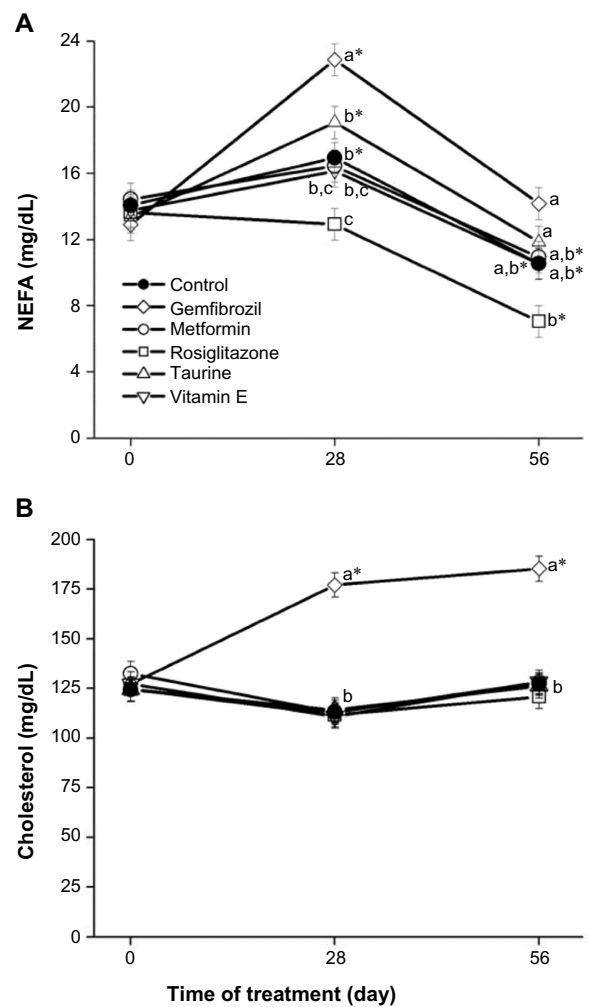 A
24
20
16
12
8
4
0
NEFA (mg/dL)
a*
b*
b*
b,c b,c
c
a
a
a,b*
a,b* a,b*
b*
Control
Gemfibrozil
Metformin
Rosiglitazone
Taurine
Vitamin E
0 28 56
B
200
175
150
125
100
75
50
25
0
Cholesterol (mg/dL)
a* a*
b b
0 28 56
Time of treatment (day)